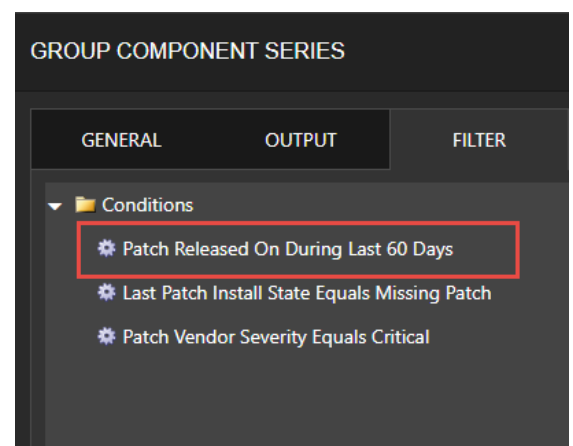 GROUP COMPONENT SERIES
GENERAL OUTPUT FILTER
Conditions
Patch Released On During Last 60 Days
Last Patch Install State Equals Missing Patch
Patch Vendor Severity Equals Critical